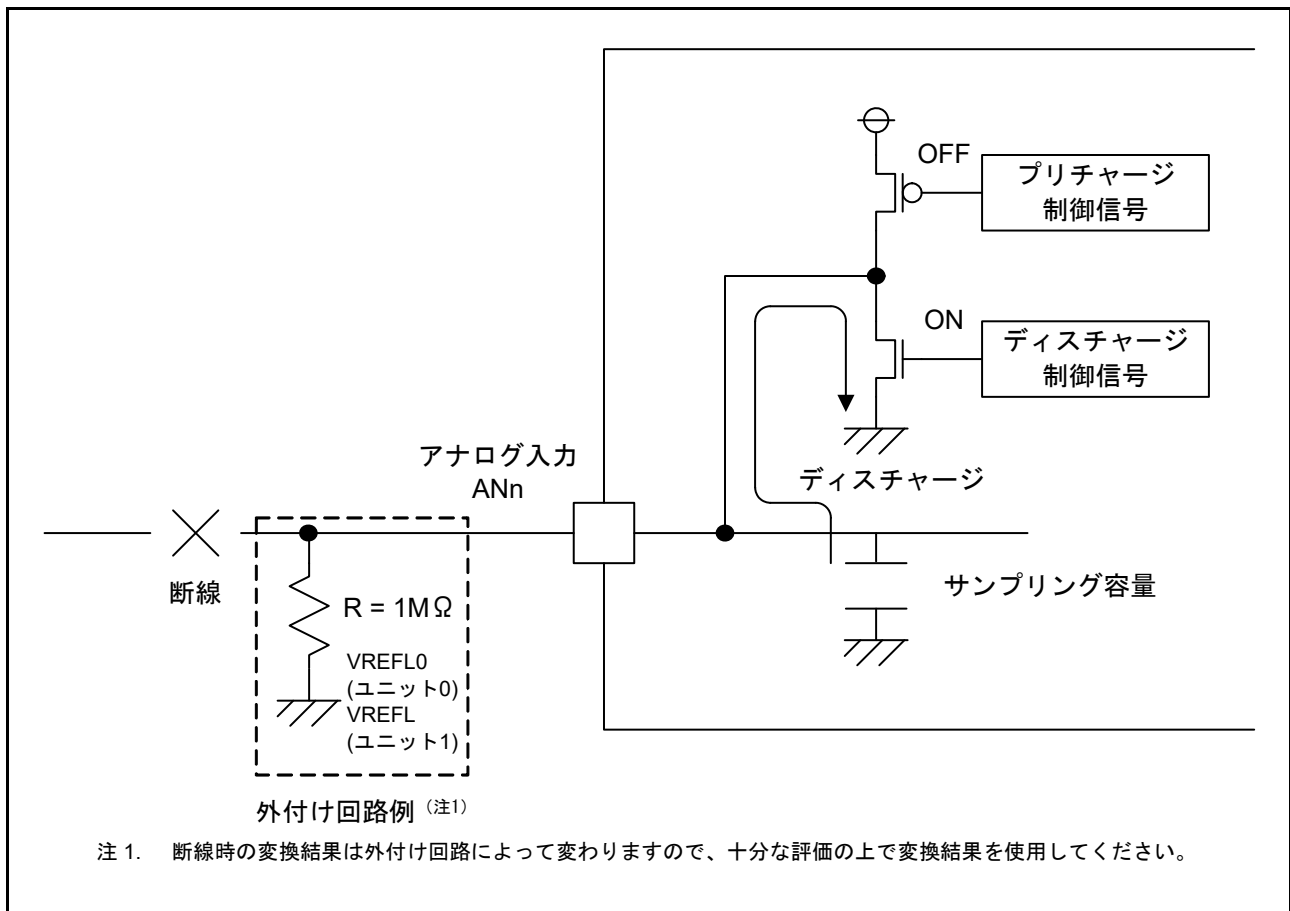 OFF
プリチャージ
制御信号
ON
ディスチャージ
制御信号
アナログ入力
ANn
ディスチャージ
断線
R = 1MΩ
VREFL0
(ユニット0)
VREFL
(ユニット1)
サンプリング容量
外付け回路例 (注1)
注 1. 断線時の変換結果は外付け回路によって変わりますので、十分な評価の上で変換結果を使用してください。